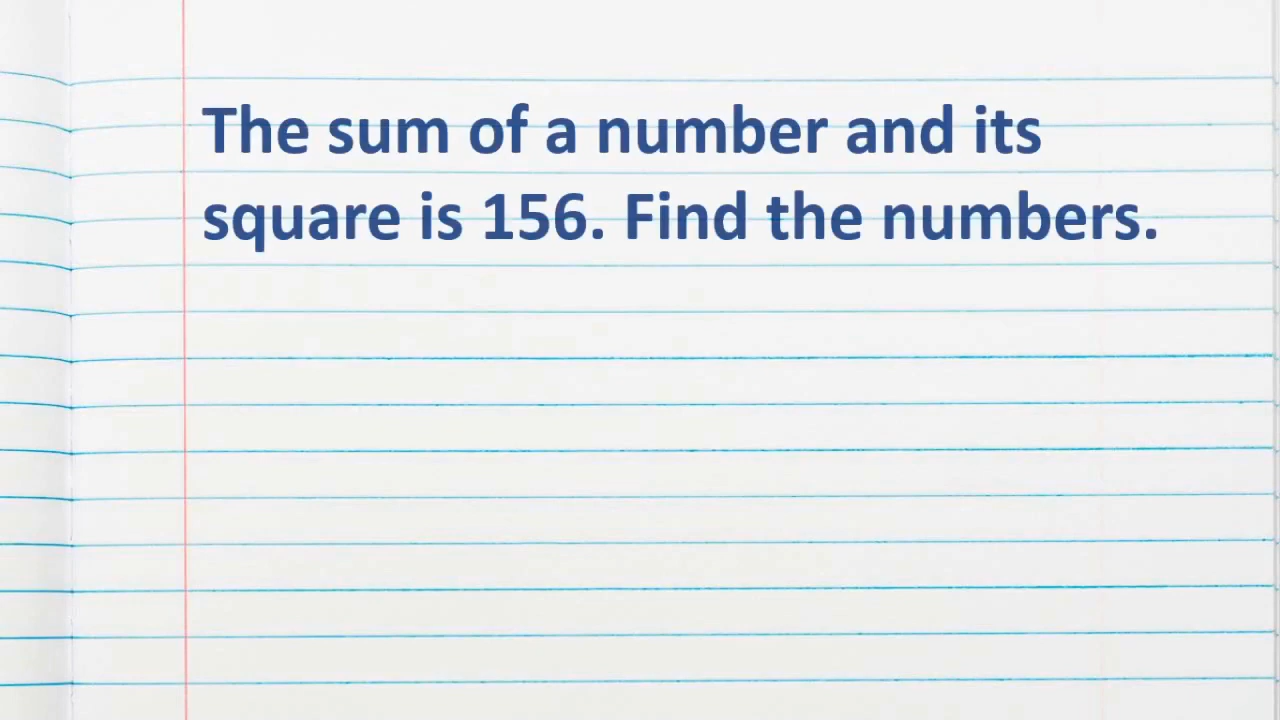 The sum of a number and its
square is 156. Find the numbers.